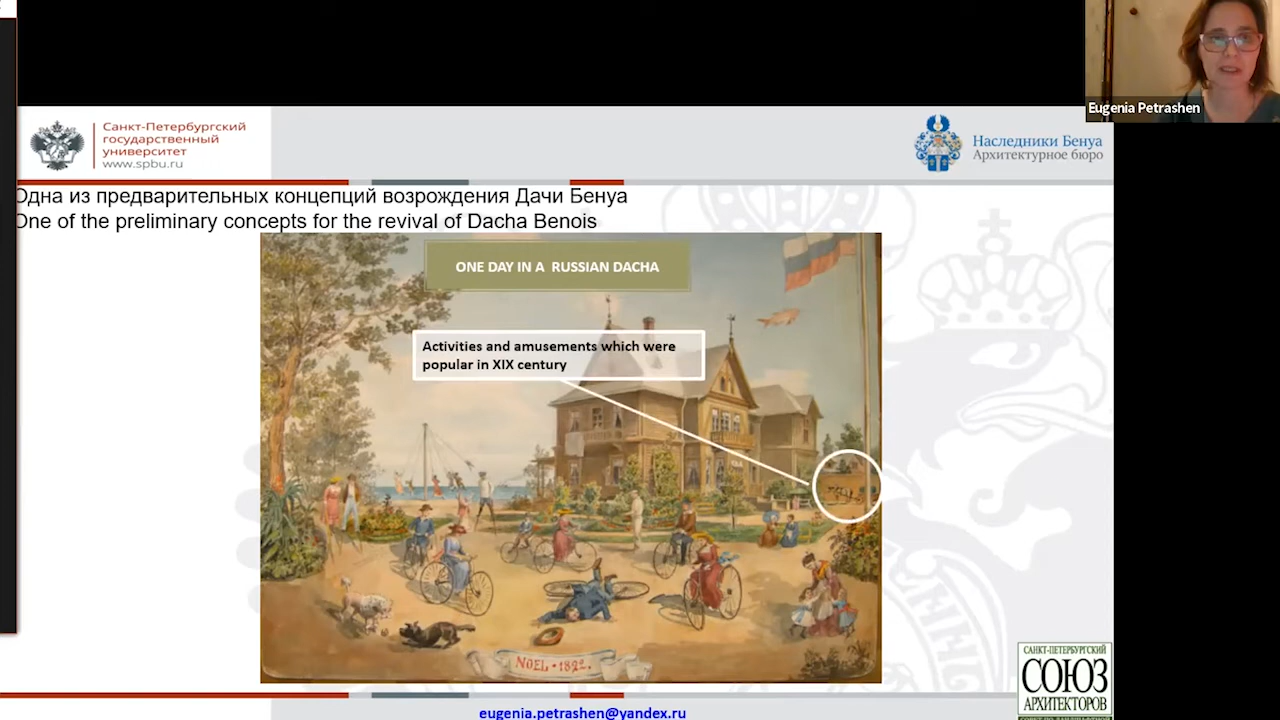 Eugenia Petrashen
Санкт-Петербургский
государственный
университет
www.spbu.ru
Наследники Бенуа
Архитектурное бюро
Одна из предварительных концепций возрождения Дачи Бенуа
One of the preliminary concepts for the revival of Dacha Benois
ONE DAY IN A RUSSIAN DACHA
Activities and amusements which were
popular in XIX century
NOEL • 1892.
САНКТ-ПЕТЕРБУРГСКИЙ
СОЮЗ
АРХИТЕКТОРОВ
eugenia.petrashen@yandex.ru